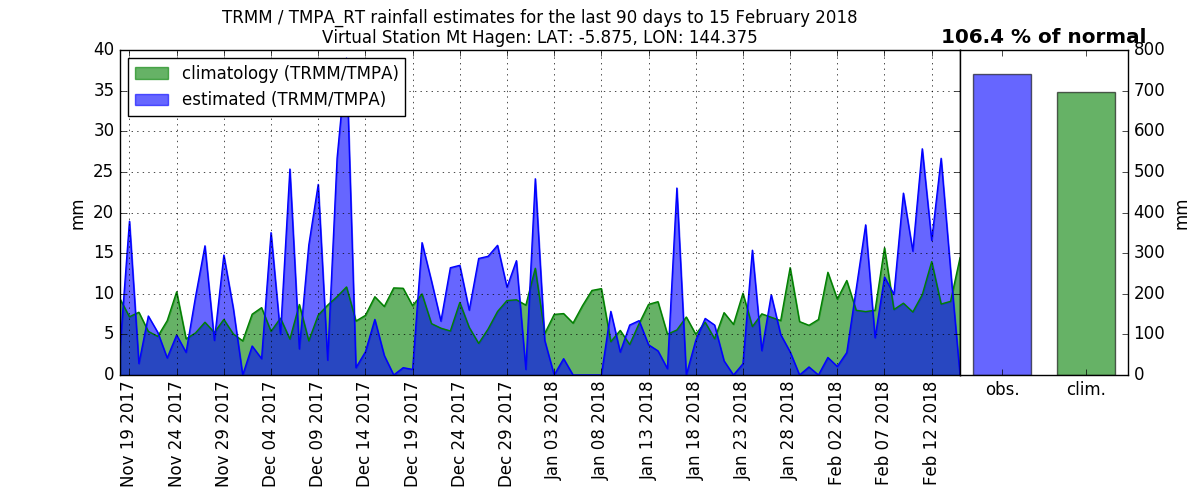 TRMM / TMPA_RT rainfall estimates for the last 90 days to 15 February 2018
Virtual Station Mt Hagen: LAT: -5.875, LON: 144.375
106.4 % of normal
climatology (TRMM/TMPA)
estimated (TRMM/TMPA)
mm
40
35
30
25
20
15
10
5
0
Nov 19 2017
Nov 24 2017
Nov 29 2017
Dec 04 2017
Dec 09 2017
Dec 14 2017
Dec 19 2017
Dec 24 2017
Dec 29 2017
Jan 03 2018
Jan 08 2018
Jan 13 2018
Jan 18 2018
Jan 23 2018
Jan 28 2018
Feb 02 2018
Feb 07 2018
Feb 12 2018
obs.
clim.
800
700
600
500
400
300
200
100
0
mm